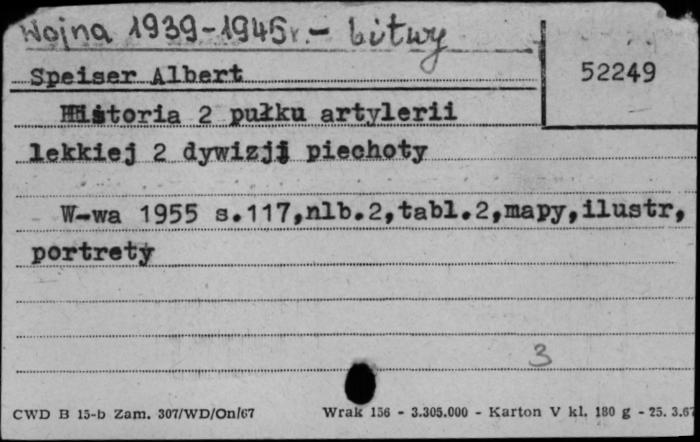 Wojna 1939-1945r. - bitwy
Speiser Albert
52249
Historia 2 pułku artylerii
lekkiej 2 dywizji piechoty
W-wa 1955 s.117,nlb.2,tabl.2,mapy,ilustr,
portrety
3
CWD B 15-b Zam. 307/WD/On/67 Wrak 156 - 3.305.000 - Karton V kl. 180 g - 25. 3.67